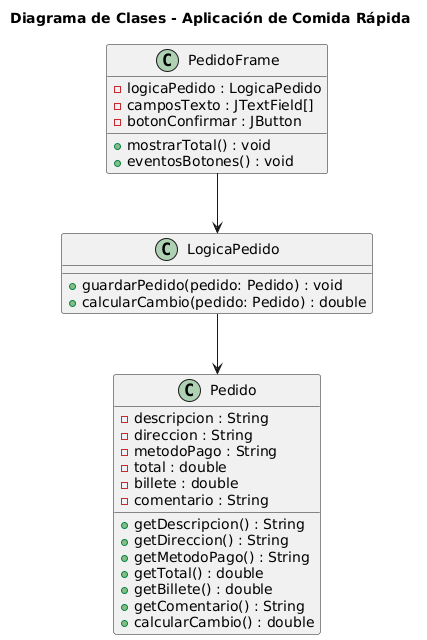 Diagrama de Clases - Aplicación de Comida Rápida
C PedidoFrame
logicaPedido : LogicaPedido
camposTexto : JTextField[]
botonConfirmar : JButton
mostrarTotal() : void
eventosBotones() : void
C LogicaPedido
guardarPedido(pedido: Pedido) : void
calcularCambio(pedido: Pedido) : double
C Pedido
descripcion : String
direccion : String
metodoPago : String
total : double
billete : double
comentario : String
getDescripcion() : String
getDireccion() : String
getMetodoPago() : String
getTotal() : double
getBillete() : double
getComentario() : String
calcularCambio() : double